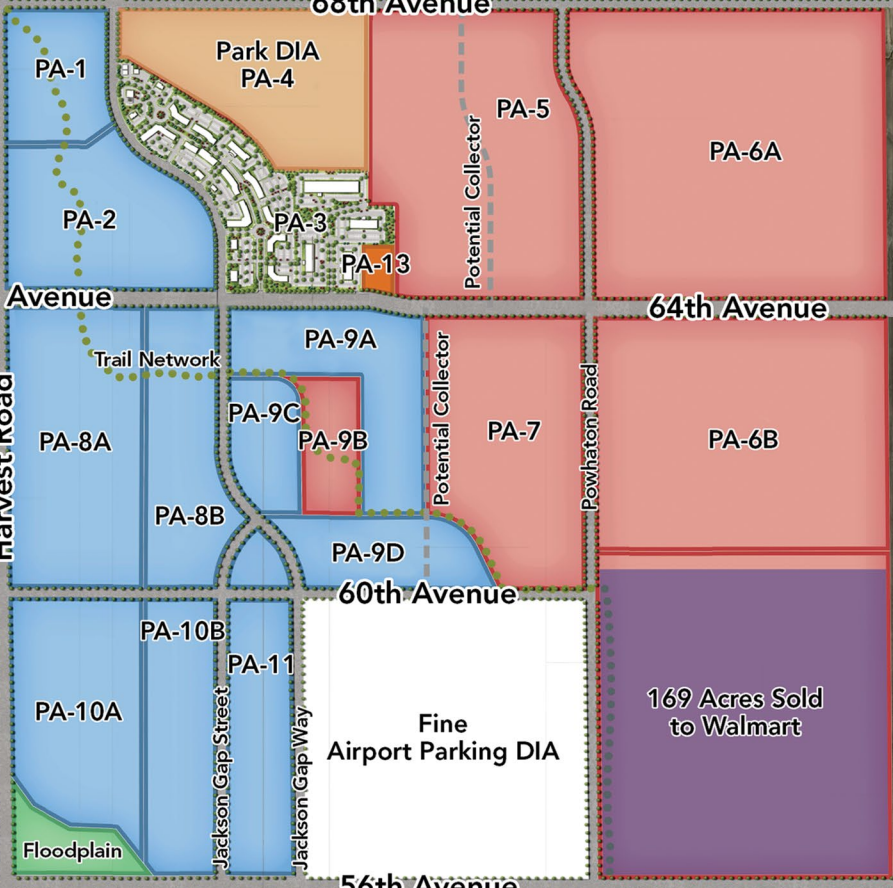 68th Avenue
PA-1
Park DIA
PA-4
PA-5
PA-6A
Potential Collector
PA-2
PA-3
PA-13
Avenue
64th Avenue
PA-9A
Trail Network
Harvest Road
PA-8A
PA-9C
PA-9B
Potential Collector
PA-7
Powhaton Road
PA-6B
PA-8B
PA-9D
60th Avenue
PA-10B
PA-11
PA-10A
Jackson Gap Street
Jackson Gap Way
Fine
Airport Parking DIA
169 Acres Sold
to Walmart
Floodplain
56th Avenue